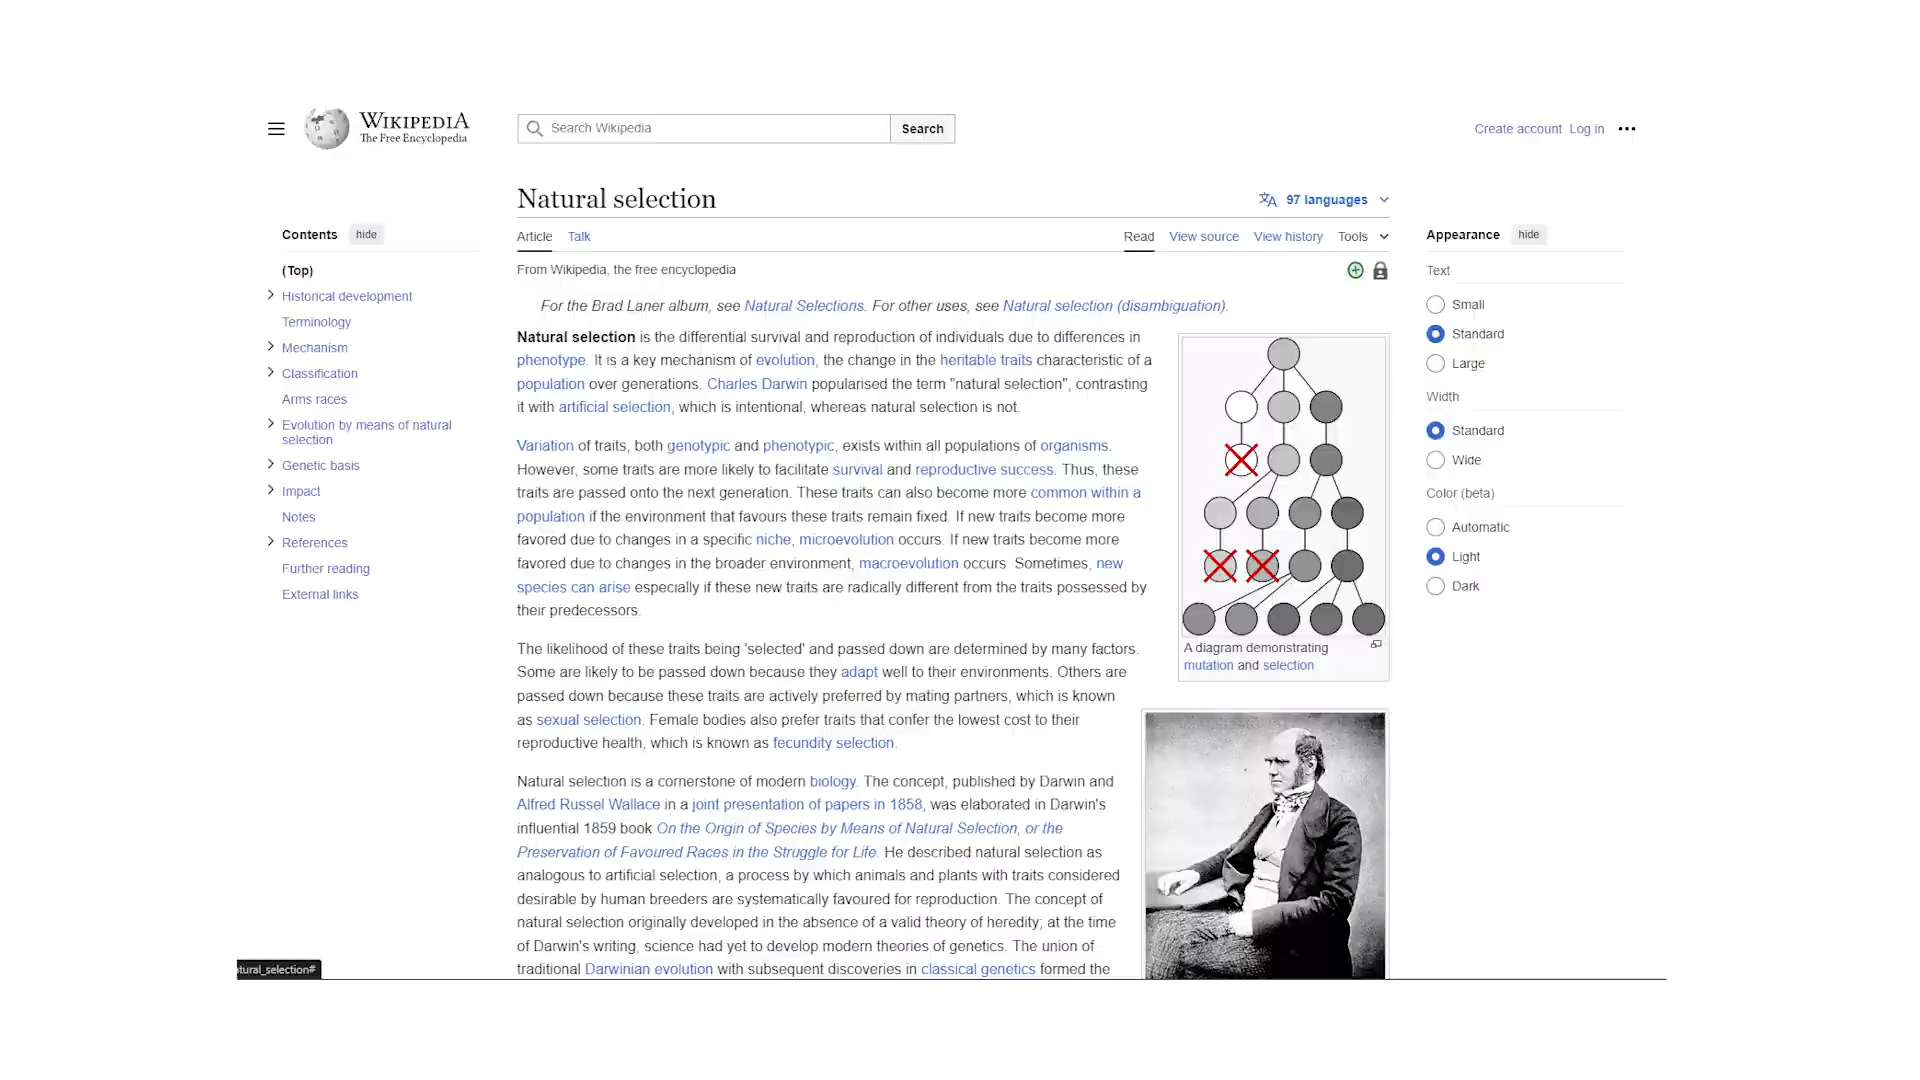 WIKIPEDIA
The Free Encyclopedia
Search Wikipedia
Search
Create account Log in
Natural selection
97 languages
Contents hide
(Top)
Historical development
Terminology
Mechanism
Classification
Arms races
Evolution by means of natural
selection
Genetic basis
Impact
Notes
References
Further reading
External links
Article Talk
Read View source View history Tools
From Wikipedia, the free encyclopedia
For the Brad Laner album, see Natural Selections. For other uses, see Natural selection (disambiguation).
Natural selection is the differential survival and reproduction of individuals due to differences in
phenotype. It is a key mechanism of evolution, the change in the heritable traits characteristic of a
population over generations. Charles Darwin popularised the term "natural selection", contrasting
it with artificial selection, which is intentional, whereas natural selection is not.
Variation of traits, both genotypic and phenotypic, exists within all populations of organisms.
However, some traits are more likely to facilitate survival and reproductive success. Thus, these
traits are passed onto the next generation. These traits can also become more common within a
population if the environment that favours these traits remain fixed. If new traits become more
favored due to changes in a specific niche, microevolution occurs. If new traits become more
favored due to changes in the broader environment, macroevolution occurs. Sometimes, new
species can arise especially if these new traits are radically different from the traits possessed by
their predecessors.
The likelihood of these traits being 'selected' and passed down are determined by many factors.
Some are likely to be passed down because they adapt well to their environments. Others are
passed down because these traits are actively preferred by mating partners, which is known
as sexual selection. Female bodies also prefer traits that confer the lowest cost to their
reproductive health, which is known as fecundity selection.
Natural selection is a cornerstone of modern biology. The concept, published by Darwin and
Alfred Russel Wallace in a joint presentation of papers in 1858, was elaborated in Darwin's
influential 1859 book On the Origin of Species by Means of Natural Selection, or the
Preservation of Favoured Races in the Struggle for Life. He described natural selection as
analogous to artificial selection, a process by which animals and plants with traits considered
desirable by human breeders are systematically favoured for reproduction. The concept of
natural selection originally developed in the absence of a valid theory of heredity; at the time
of Darwin's writing, science had yet to develop modern theories of genetics. The union of
traditional Darwinian evolution with subsequent discoveries in classical genetics formed the
A diagram demonstrating
mutation and selection
Appearance hide
Text
Small
Standard
Large
Width
Standard
Wide
Color (beta)
Automatic
Light
Dark
tural_selection#